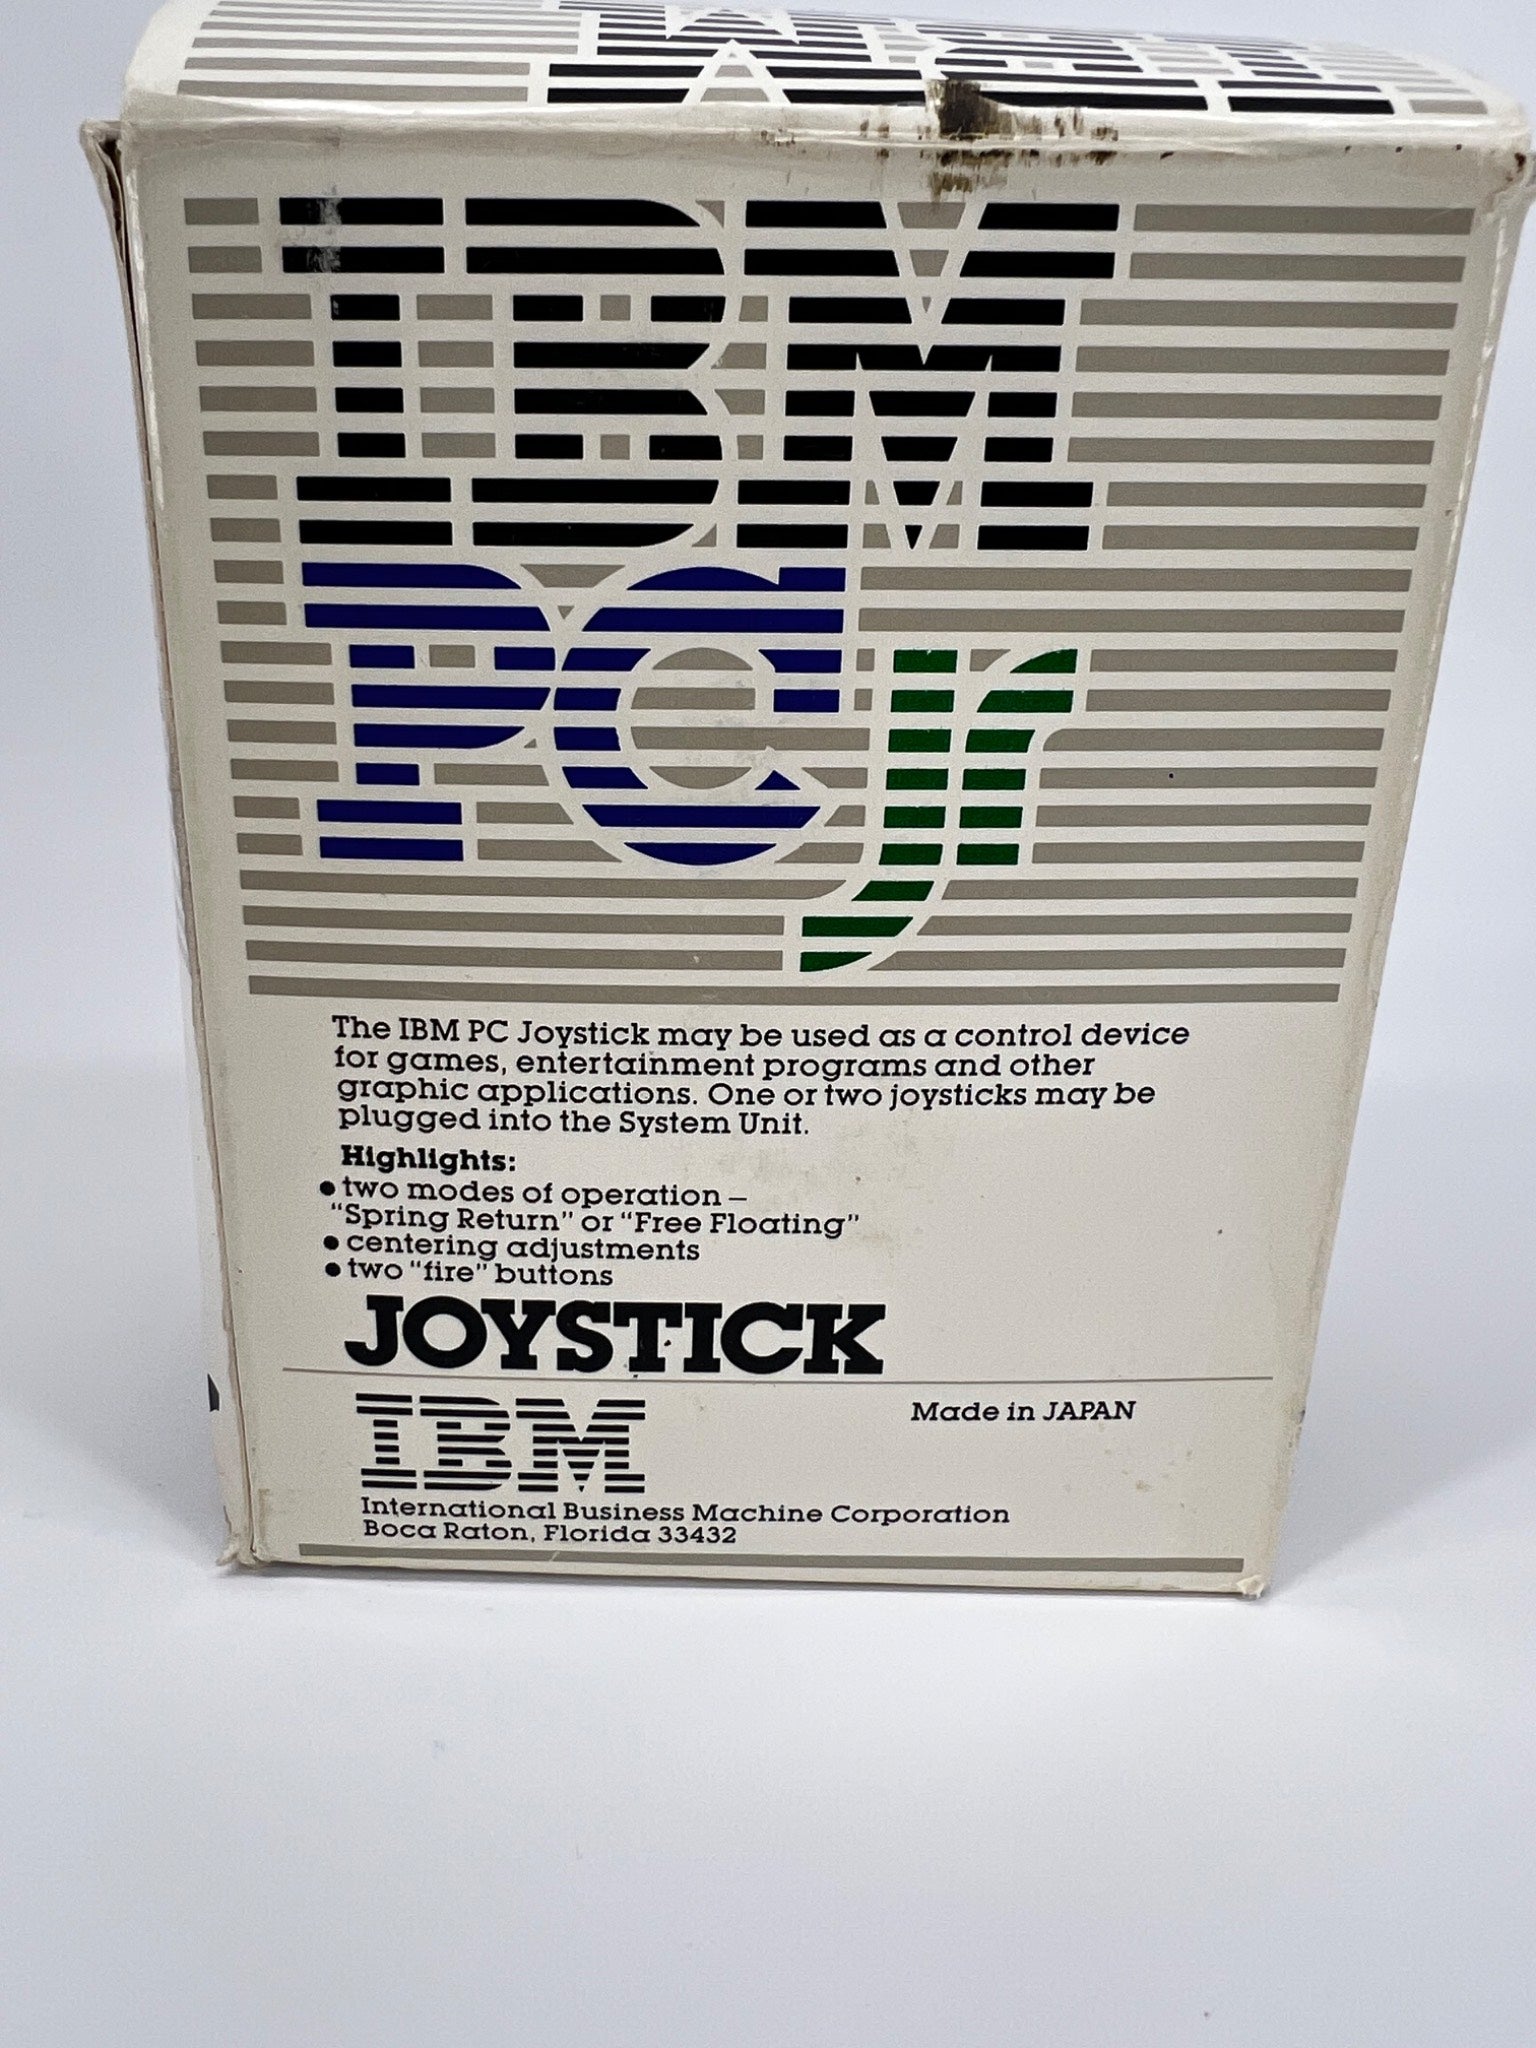 IBM
IBM
PCjr
The IBM PC Joystick may be used as a control device
for games, entertainment programs and other
graphic applications. One or two joysticks may be
plugged into the System Unit.
Highlights:
● two modes of operation –
“Spring Return” or “Free Floating”
● centering adjustments
● two “fire” buttons
JOYSTICK
IBM
Made in JAPAN
International Business Machine Corporation
Boca Raton, Florida 33432